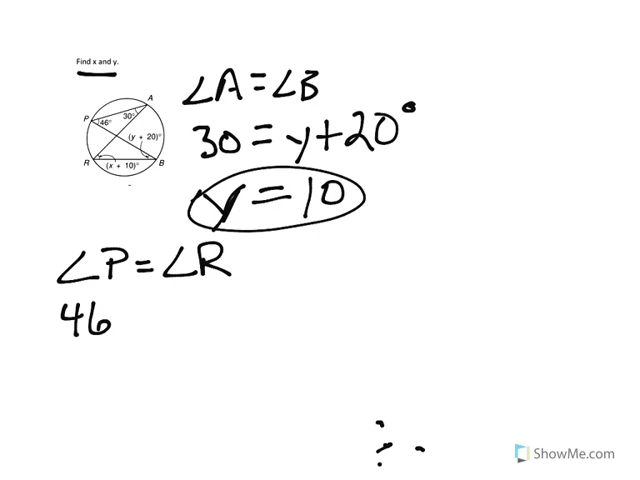 Find x and y.
A
30°
P
46°
(y + 20)°
R
B
(x + 10)°
∠A = ∠B
30 = y + 20°
y = 10
∠P = ∠R
46
ShowMe.com